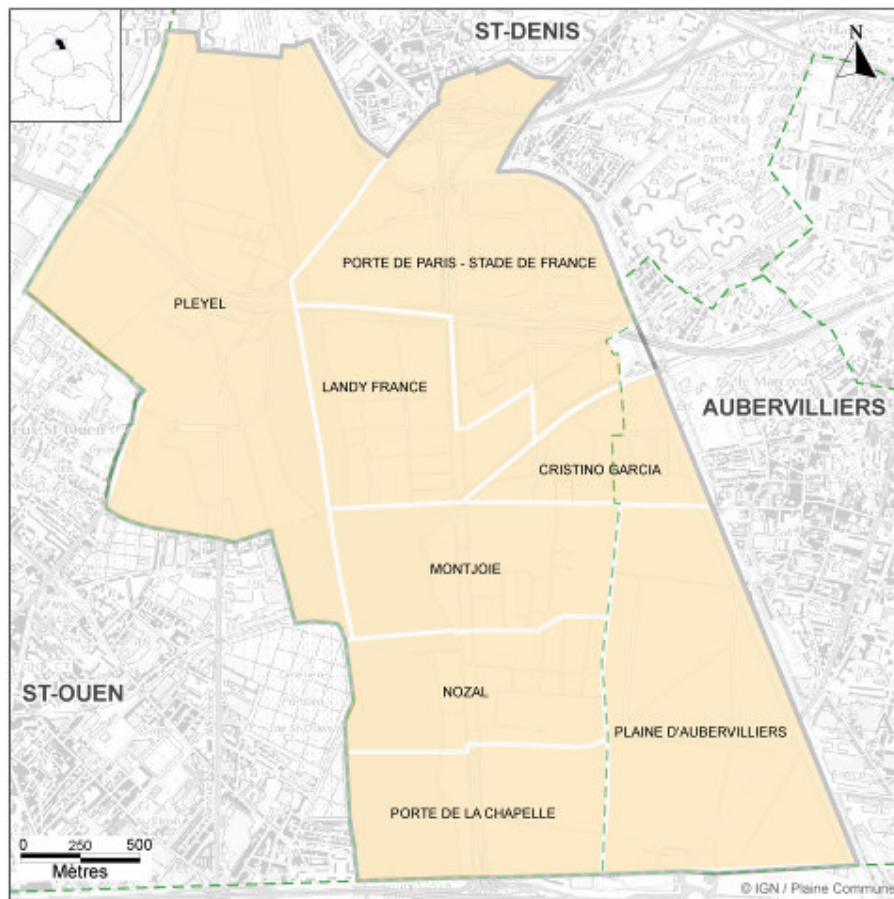 ST-DENIS
N
PORTE DE PARIS - STADE DE FRANCE
PLEYEL
LANDY FRANCE
AUBERVILLIERS
CRISTINO GARCIA
MONTJOIE
ST-OUEN
NOZAL
PLAINE D'AUBERVILLIERS
PORTE DE LA CHAPELLE
0 250 500
Mètres
© IGN / Plaine Commune